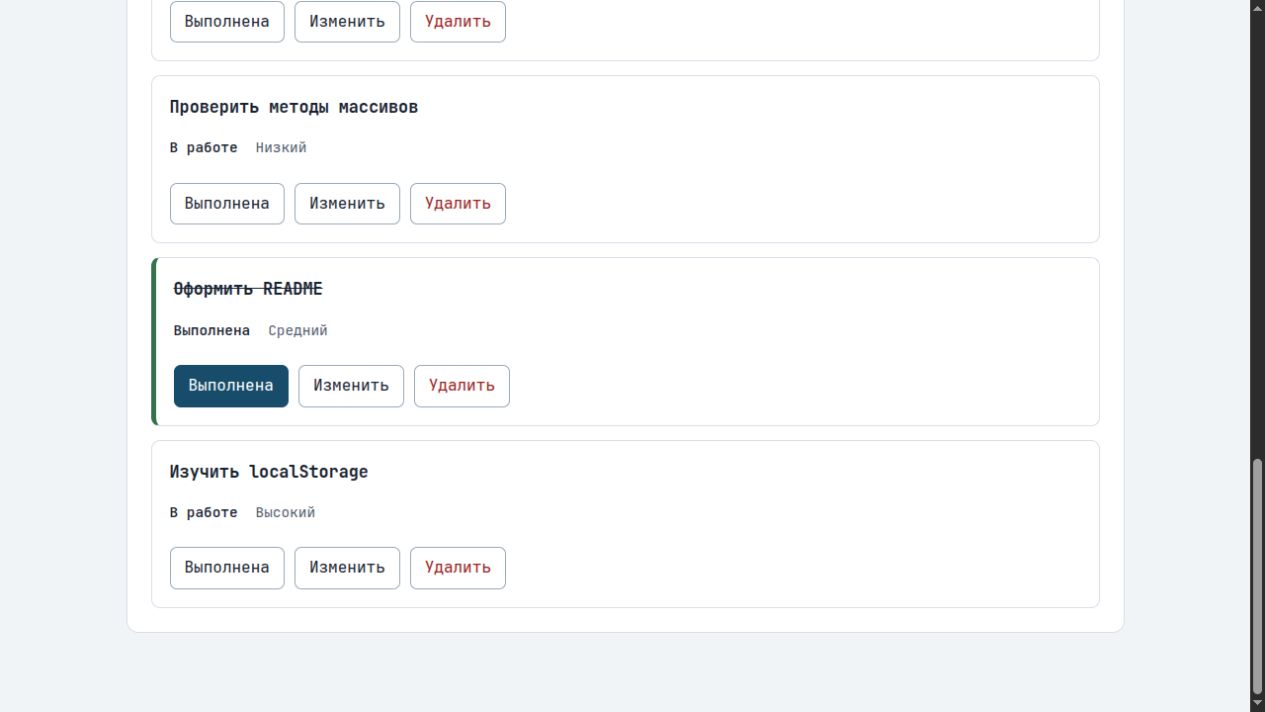 Выполнена Изменить Удалить
Проверить методы массивов
В работе Низкий
Выполнена Изменить Удалить
Оформить README
Выполнена Средний
Выполнена Изменить Удалить
Изучить localStorage
В работе Высокий
Выполнена Изменить Удалить